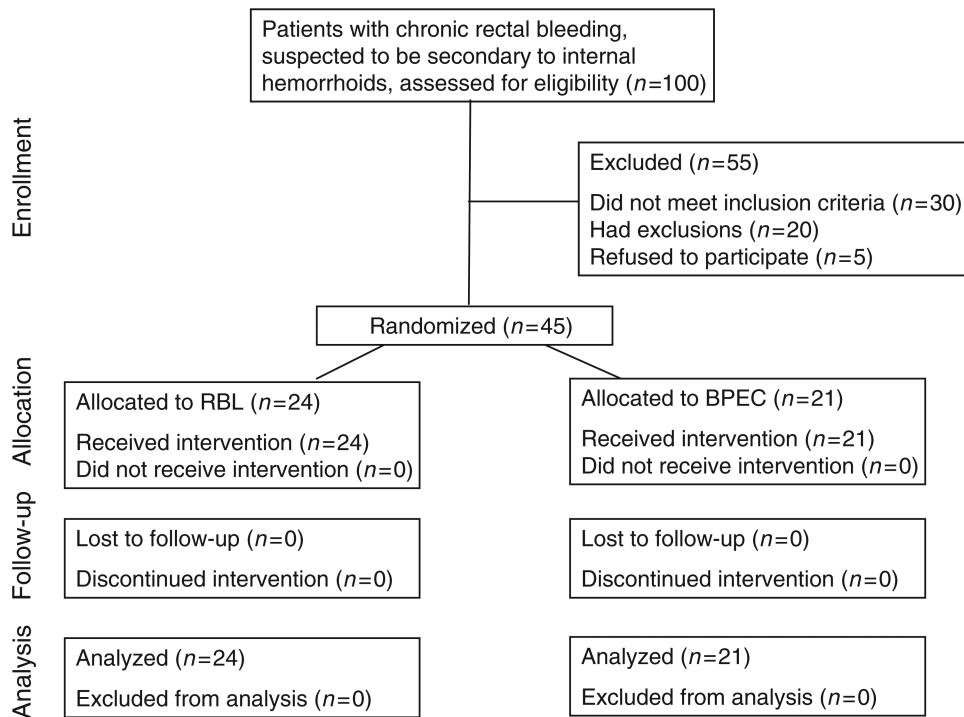 Patients with chronic rectal bleeding,
suspected to be secondary to internal
hemorrhoids, assessed for eligibility (n=100)
Enrollment
Excluded (n=55)
Did not meet inclusion criteria (n=30)
Had exclusions (n=20)
Refused to participate (n=5)
Randomized (n=45)
Allocation
Allocated to RBL (n=24)
Received intervention (n=24)
Did not receive intervention (n=0)
Allocated to BPEC (n=21)
Received intervention (n=21)
Did not receive intervention (n=0)
Follow-up
Lost to follow-up (n=0)
Discontinued intervention (n=0)
Lost to follow-up (n=0)
Discontinued intervention (n=0)
Analysis
Analyzed (n=24)
Excluded from analysis (n=0)
Analyzed (n=21)
Excluded from analysis (n=0)